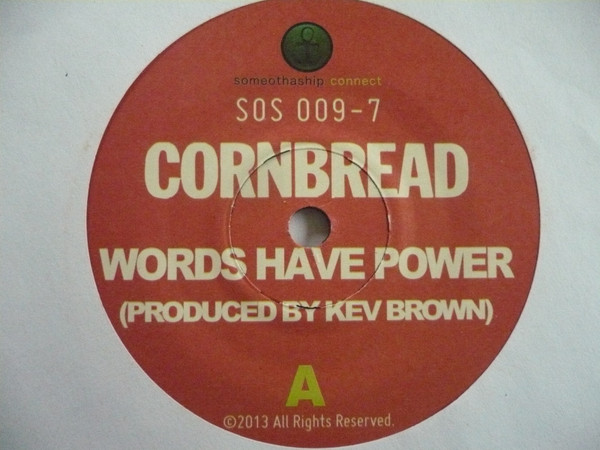 someothaship connect
SOS 009-7
CORNBREAD
WORDS HAVE POWER
(PRODUCED BY KEV BROWN)
A
©2013 All Rights Reserved.